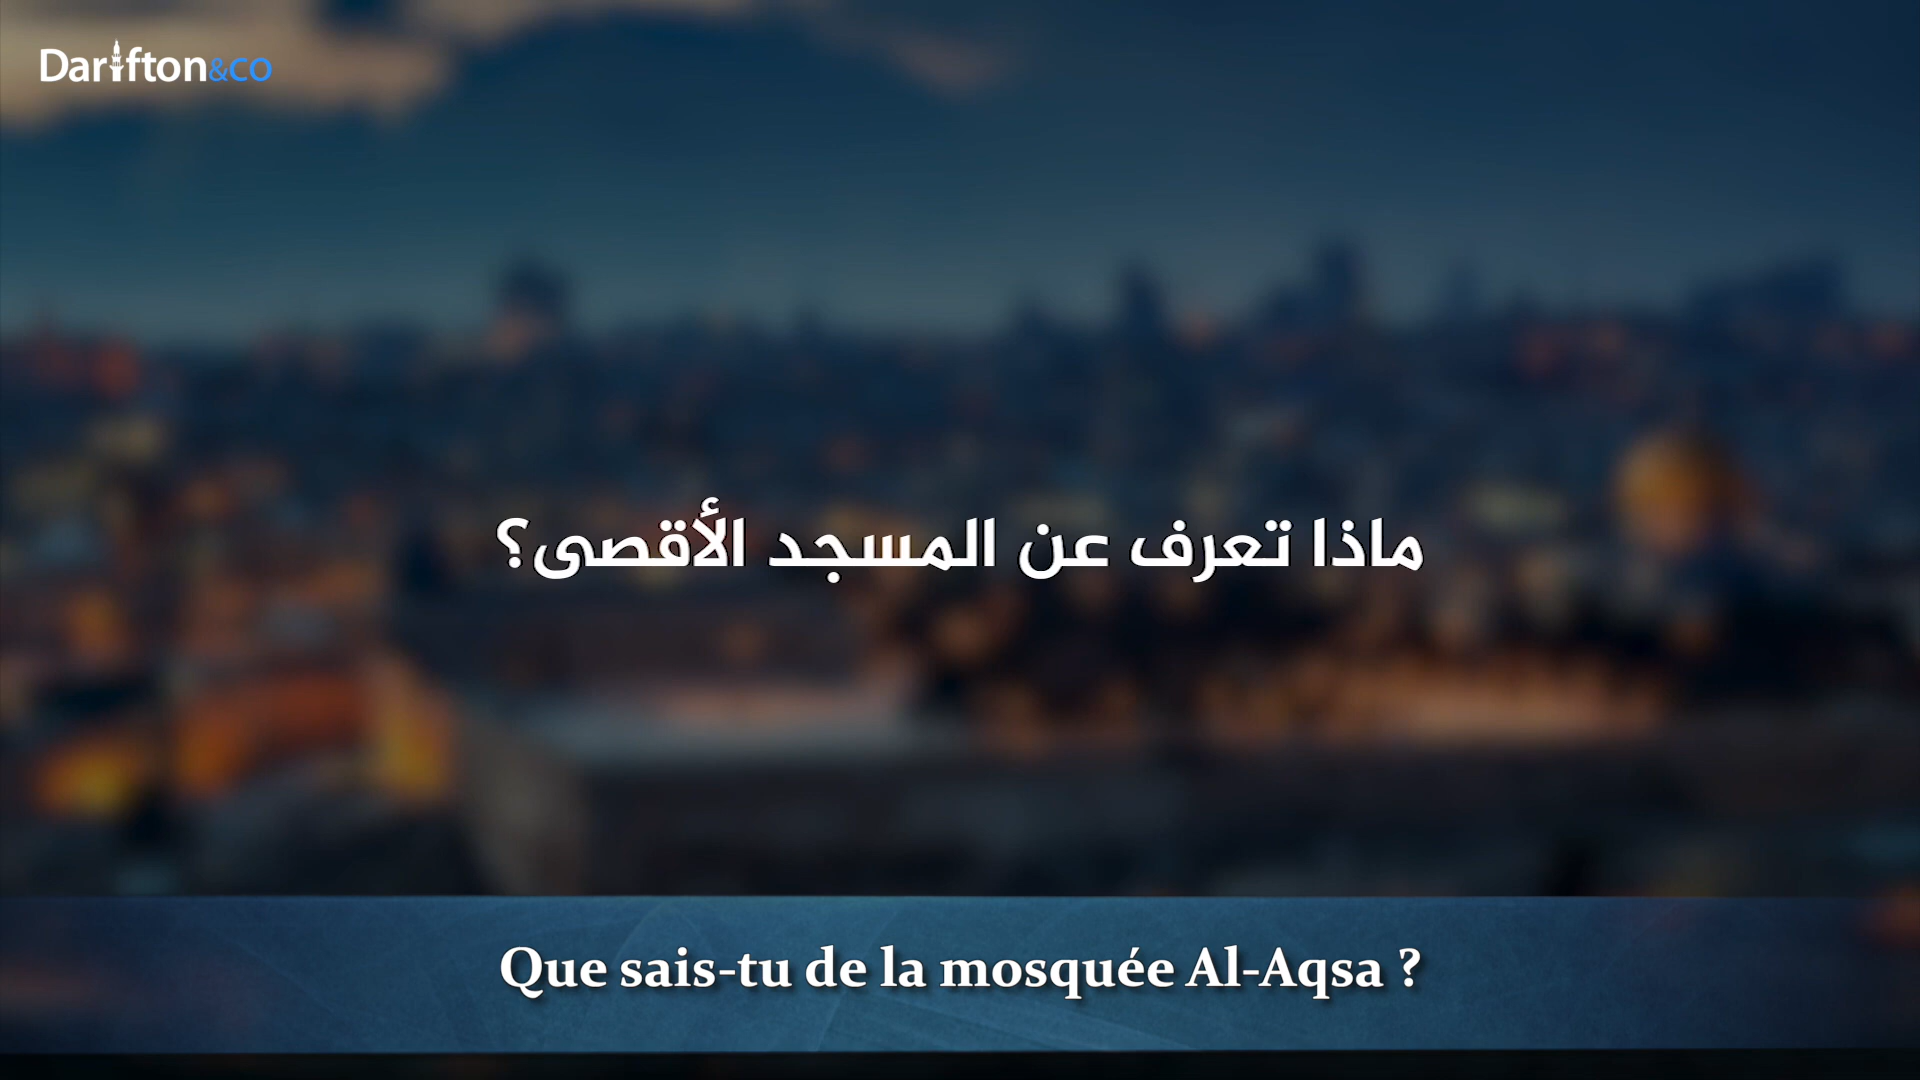 Darifton&co
ماذا تعرف عن المسجد الأقصى؟
Que sais-tu de la mosquée Al-Aqsa ?